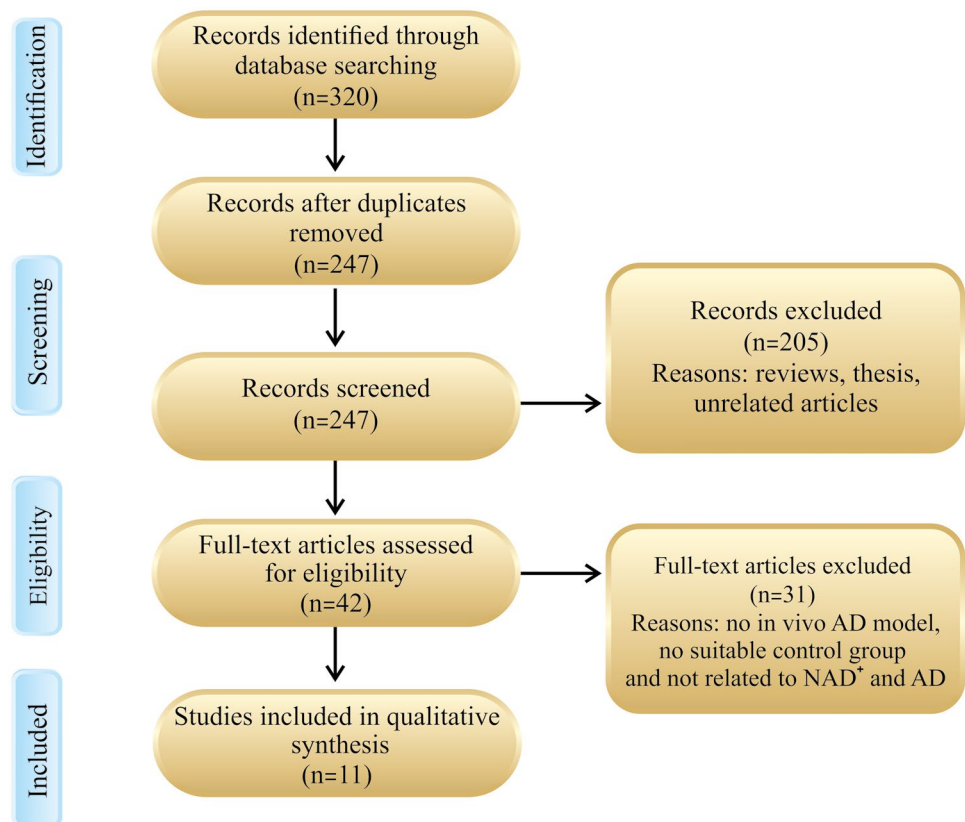 Identification
Records identified through
database searching
(n=320)
Records after duplicates
removed
(n=247)
Screening
Records screened
(n=247)
Records excluded
(n=205)
Reasons: reviews, thesis,
unrelated articles
Eligibility
Full-text articles assessed
for eligibility
(n=42)
Full-text articles excluded
(n=31)
Reasons: no in vivo AD model,
no suitable control group
and not related to NAD⁺ and AD
Included
Studies included in qualitative
synthesis
(n=11)